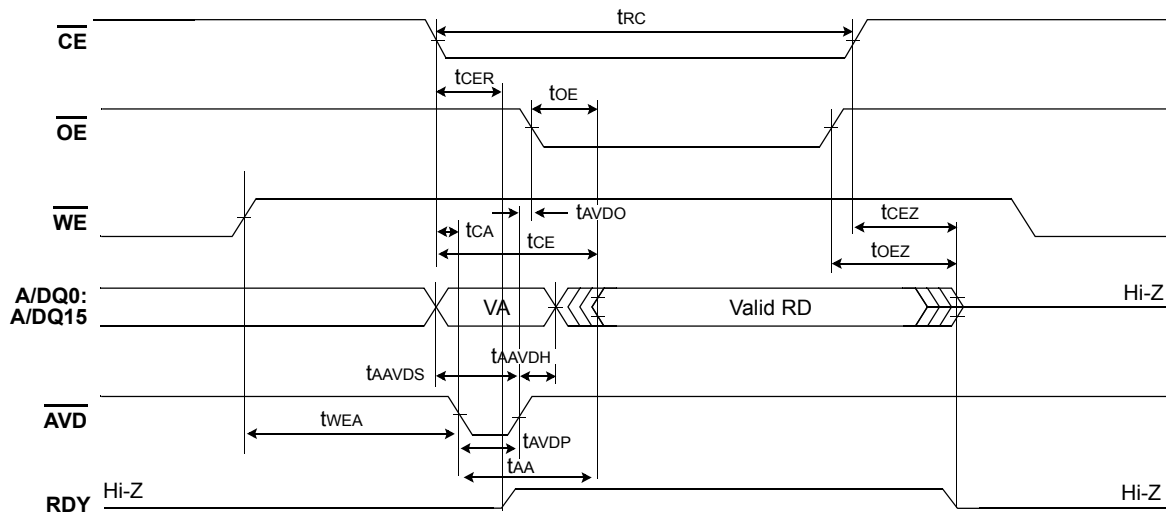 tRC
CE
tCER
tOE
OE
WE
tAVDO
tCEZ
tCA
tCE
tOEZ
A/DQ0:
A/DQ15
VA
Valid RD
Hi-Z
tAAVDH
tAAVDS
AVD
tWEA
tAVDP
tAA
RDY
Hi-Z
Hi-Z